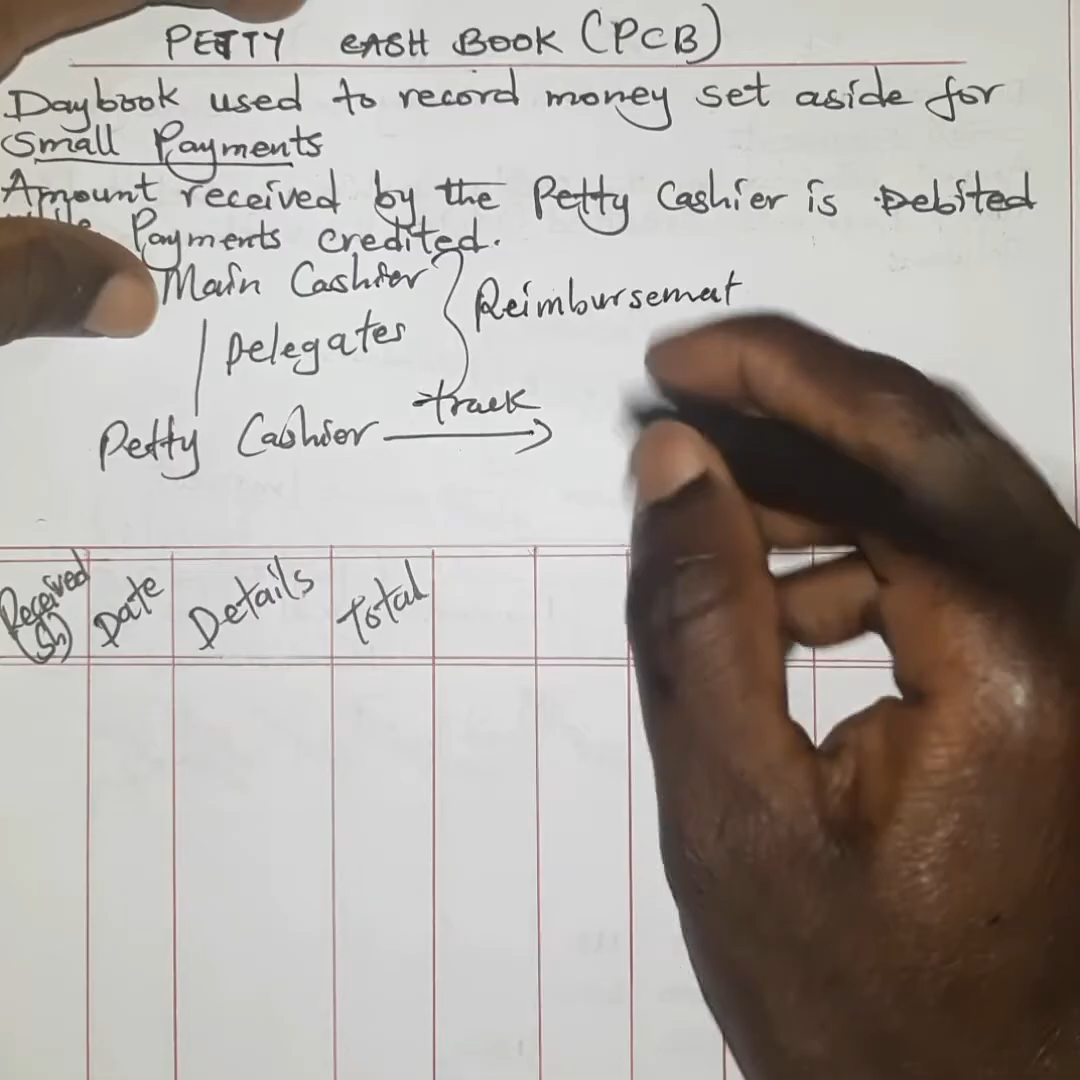 PETTY CASH BOOK (PCB)
Daybook used to record money set aside for
Small Payments
Amount received by the Petty Cashier is Debited
Payments credited.
Main Cashier
Reimbursemat
Delegates
track
Petty Cashier
Received (sh) Date Details Total